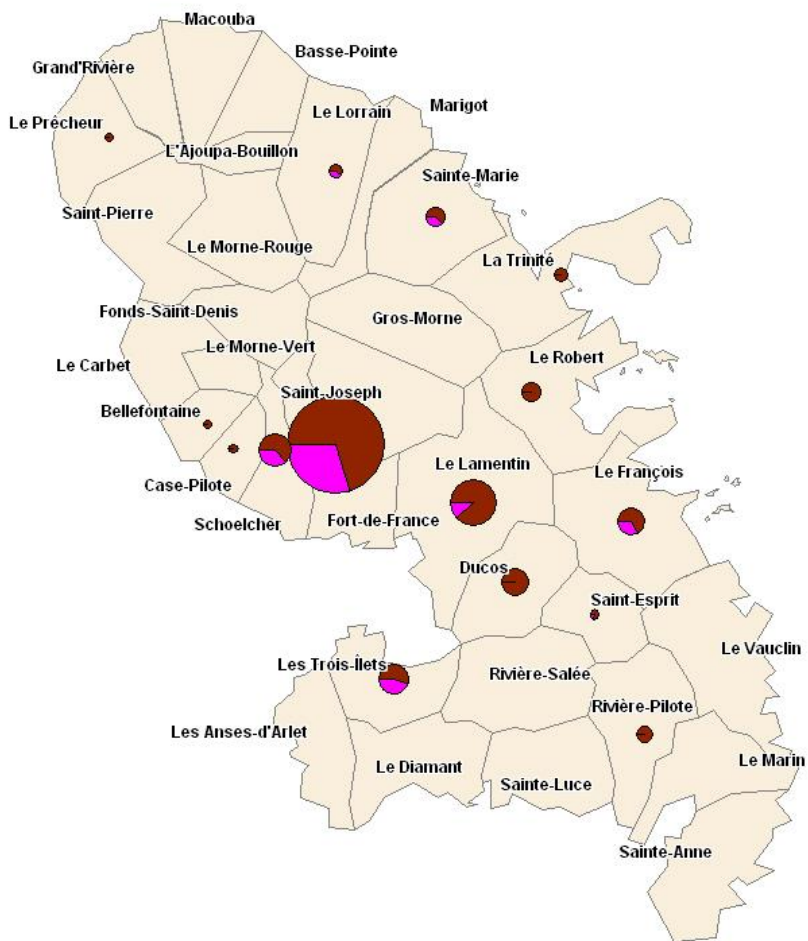 Macouba
Basse-Pointe
Grand'Rivière
Marigot
Le Lorrain
Le Prêcheur
L'Ajoupa-Bouillon
Sainte-Marie
Saint-Pierre
Le Morne-Rouge
La Trinité
Fonds-Saint-Denis
Gros-Morne
Le Morne-Vert
Le Robert
Le Carbet
Saint-Joseph
Bellefontaine
Le Lamentin
Le François
Case-Pilote
Fort-de-France
Schoelcher
Ducos
Saint-Esprit
Le Vauclin
Les Trois-Îlets
Rivière-Salée
Rivière-Pilote
Les Anses-d'Arlet
Le Marin
Le Diamant
Sainte-Luce
Sainte-Anne